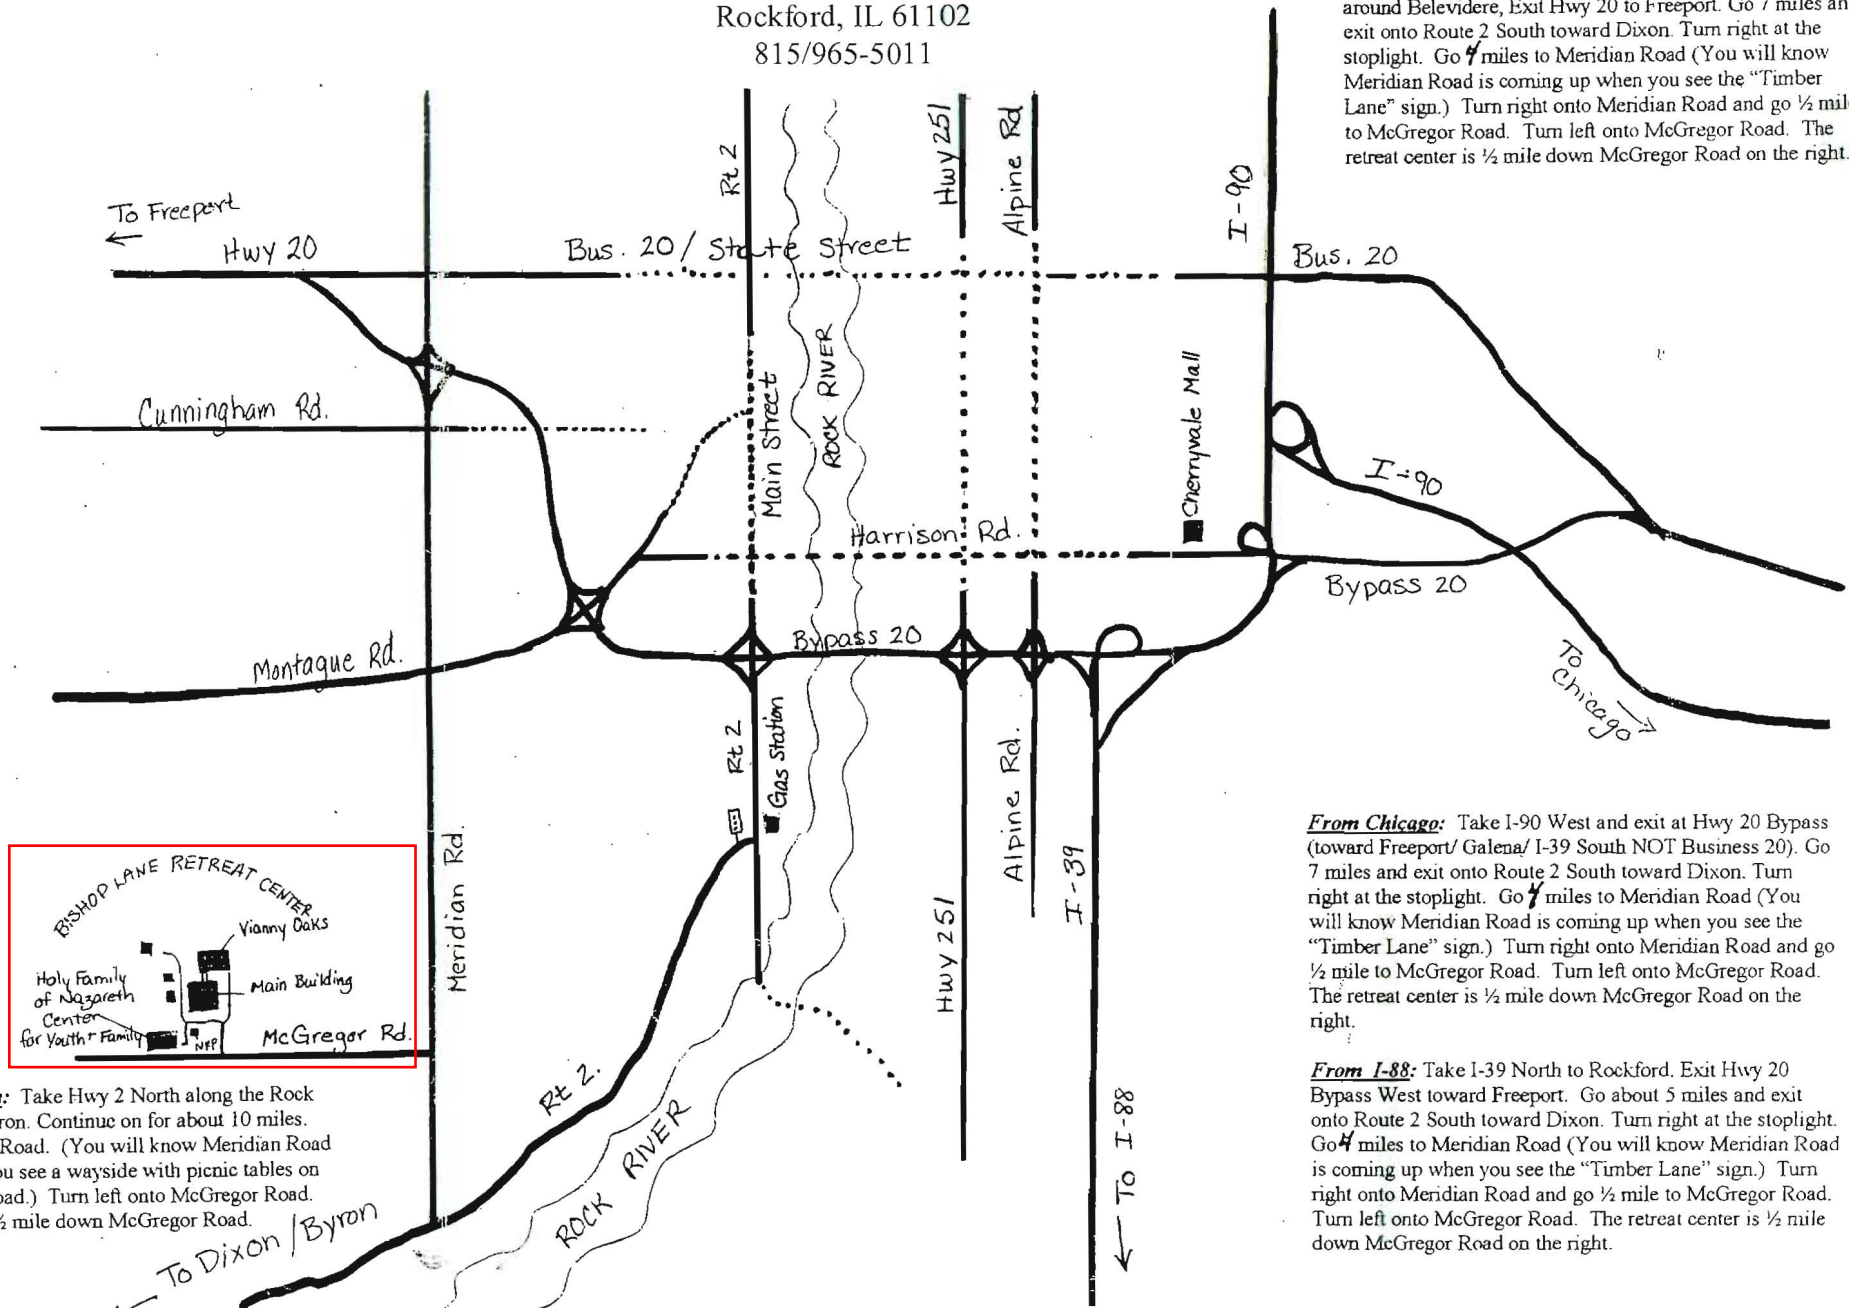 Rockford, IL 61102
815/965-5011
around Belevidere, Exit Hwy 20 to Freeport. Go 7 miles an
exit onto Route 2 South toward Dixon. Turn right at the
stoplight. Go 4 miles to Meridian Road (You will know
Meridian Road is coming up when you see the “Timber
Lane” sign.) Turn right onto Meridian Road and go ½ mil
to McGregor Road. Turn left onto McGregor Road. The
retreat center is ½ mile down McGregor Road on the right.
Rt 2
Hwy 251
Alpine Rd
I-90
To Freeport
Hwy 20
Bus. 20/ State Street
Bus. 20
Cunningham Rd.
Main Street
ROCK RIVER
Cherryvale Mall
I-90
Harrison Rd.
Bypass 20
Bypass 20
Montague Rd.
To
Chicago
Rt 2
Gas Station
Alpine Rd.
I-39
Hwy 251
Meridian Rd.
BISHOP LANE RETREAT CENTER
Vianny Oaks
Holy Family
of Nazareth
Center
for Youth + Family
Main Building
NFP
McGregor Rd.
From Chicago: Take I-90 West and exit at Hwy 20 Bypass
(toward Freeport/ Galena/ I-39 South NOT Business 20). Go
7 miles and exit onto Route 2 South toward Dixon. Turn
right at the stoplight. Go 4 miles to Meridian Road (You
will know Meridian Road is coming up when you see the
“Timber Lane” sign.) Turn right onto Meridian Road and go
½ mile to McGregor Road. Turn left onto McGregor Road.
The retreat center is ½ mile down McGregor Road on the
right.
From I-88: Take I-39 North to Rockford. Exit Hwy 20
Bypass West toward Freeport. Go about 5 miles and exit
onto Route 2 South toward Dixon. Turn right at the stoplight.
Go 4 miles to Meridian Road (You will know Meridian Road
is coming up when you see the “Timber Lane” sign.) Turn
right onto Meridian Road and go ½ mile to McGregor Road.
Turn left onto McGregor Road. The retreat center is ½ mile
down McGregor Road on the right.
: Take Hwy 2 North along the Rock
ron. Continue on for about 10 miles.
Road. (You will know Meridian Road
ou see a wayside with picnic tables on
oad.) Turn left onto McGregor Road.
½ mile down McGregor Road.
Rt 2.
ROCK RIVER
To I-88
To Dixon/Byron